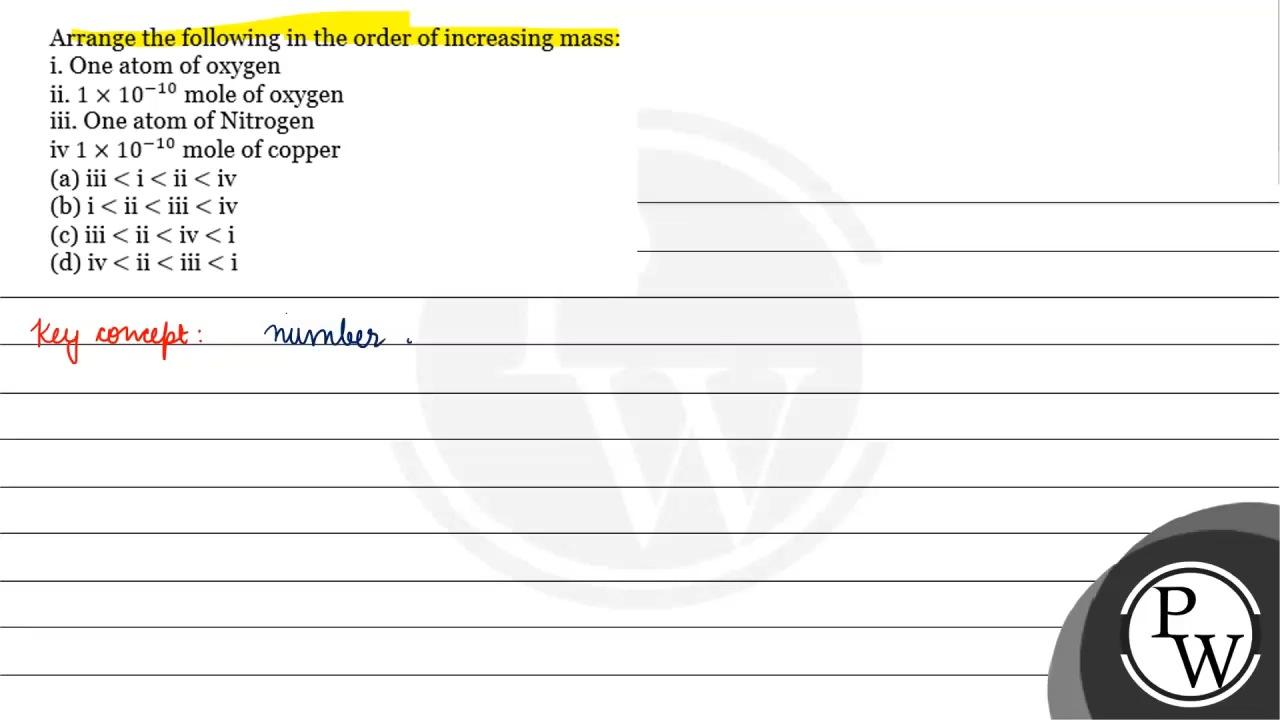 Arrange the following in the order of increasing mass:
i. One atom of oxygen
ii. 1 × 10⁻¹⁰ mole of oxygen
iii. One atom of Nitrogen
iv 1 × 10⁻¹⁰ mole of copper
(a) iii < i < ii < iv
(b) i < ii < iii < iv
(c) iii < ii < iv < i
(d) iv < ii < iii < i
Key concept: number
P
W